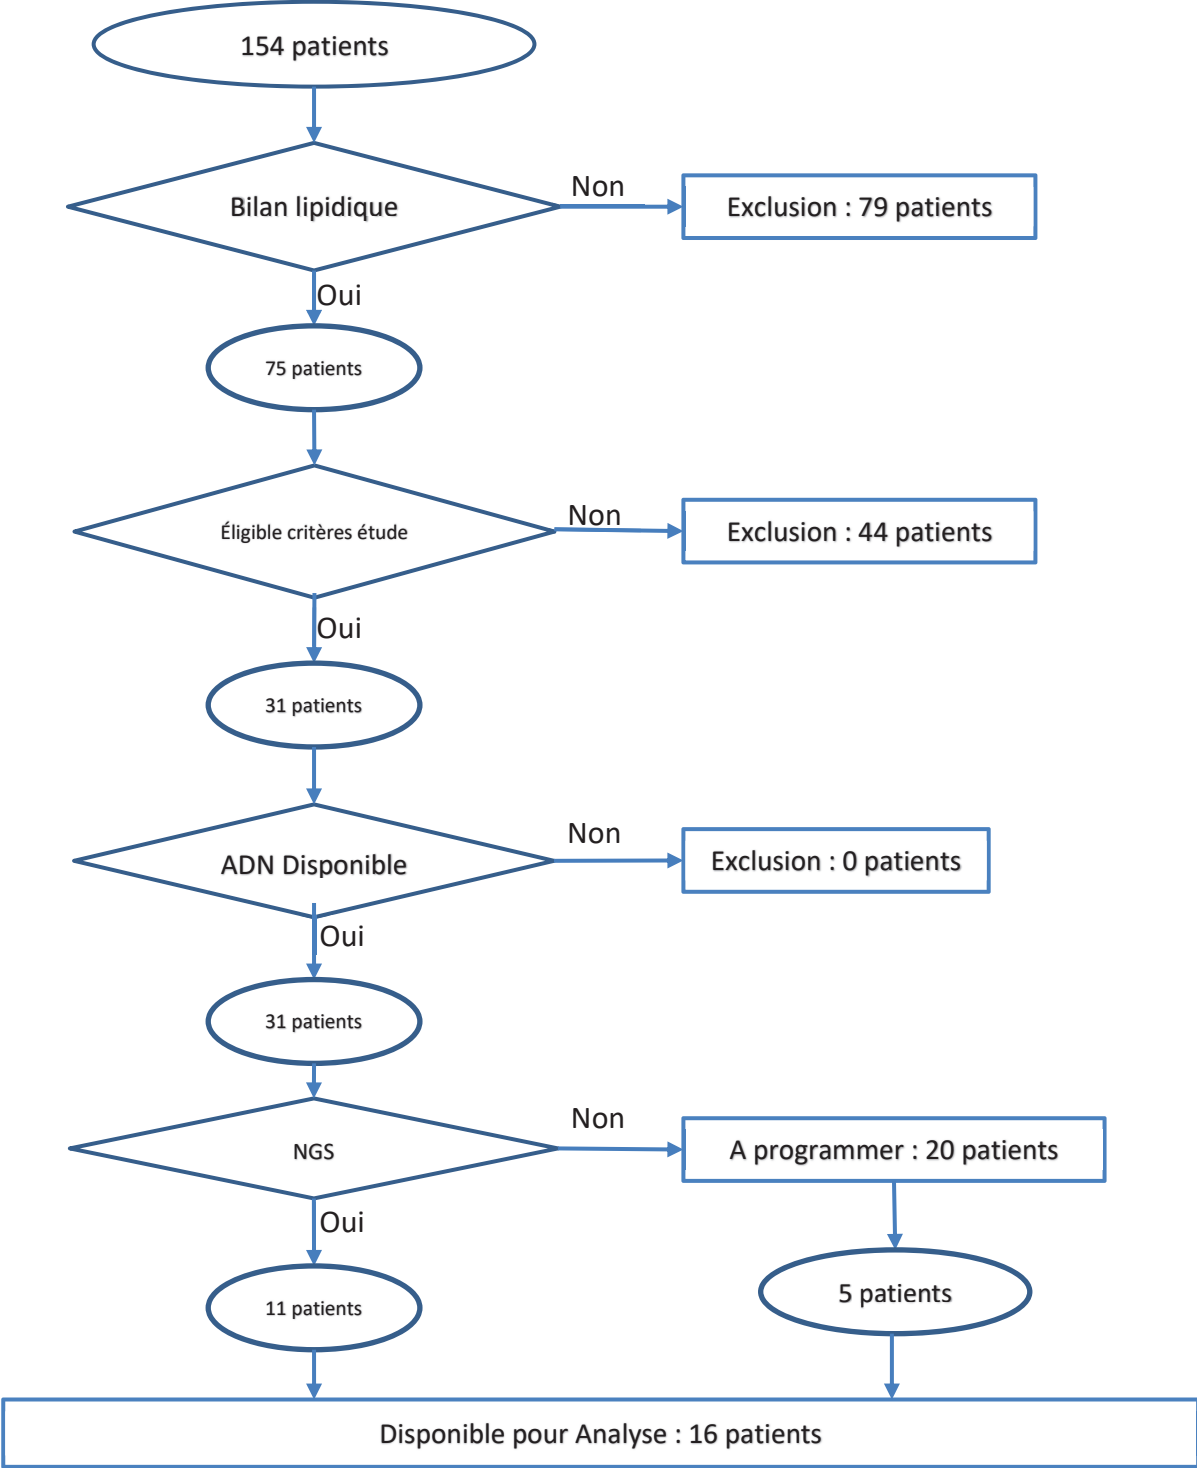 154 patients
Bilan lipidique
Non
Exclusion : 79 patients
Oui
75 patients
Éligible critères étude
Non
Exclusion : 44 patients
Oui
31 patients
ADN Disponible
Non
Exclusion : 0 patients
Oui
31 patients
NGS
Non
A programmer : 20 patients
Oui
11 patients
5 patients
Disponible pour Analyse : 16 patients